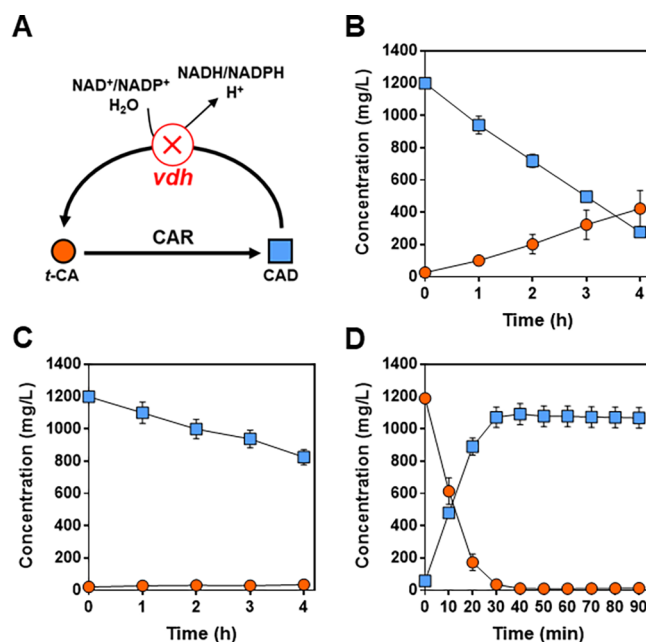 A
NAD⁺/NADP⁺
H₂O
NADH/NADPH
H⁺
vdh
CAR
t-CA
CAD
B
Concentration (mg/L)
1400
1200
1000
800
600
400
200
0
0 1 2 3 4
Time (h)
C
Concentration (mg/L)
1400
1200
1000
800
600
400
200
0
0 1 2 3 4
Time (h)
D
Concentration (mg/L)
1400
1200
1000
800
600
400
200
0
0 10 20 30 40 50 60 70 80 90
Time (min)